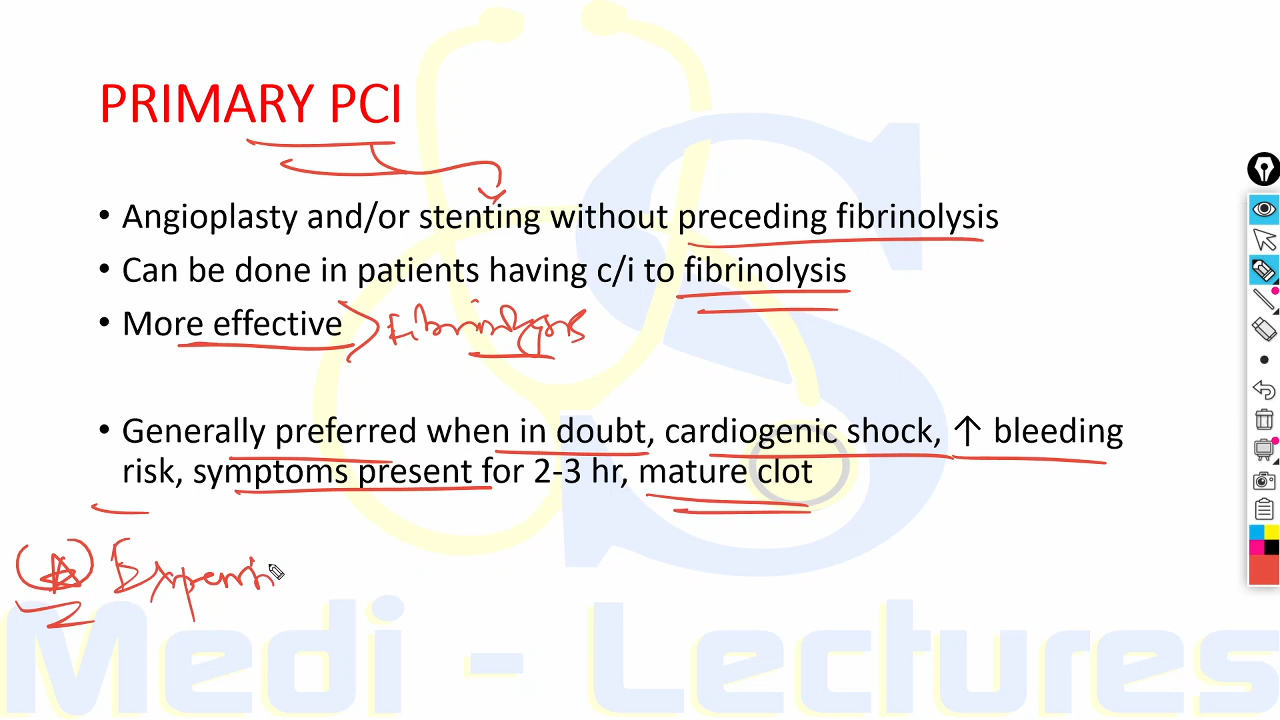 PRIMARY PCI
• Angioplasty and/or stenting without preceding fibrinolysis
• Can be done in patients having c/i to fibrinolysis
• More effective > Fibrinolysis
• Generally preferred when in doubt, cardiogenic shock, ↑ bleeding
risk, symptoms present for 2-3 hr, mature clot
Expensi
Medi - Lectures